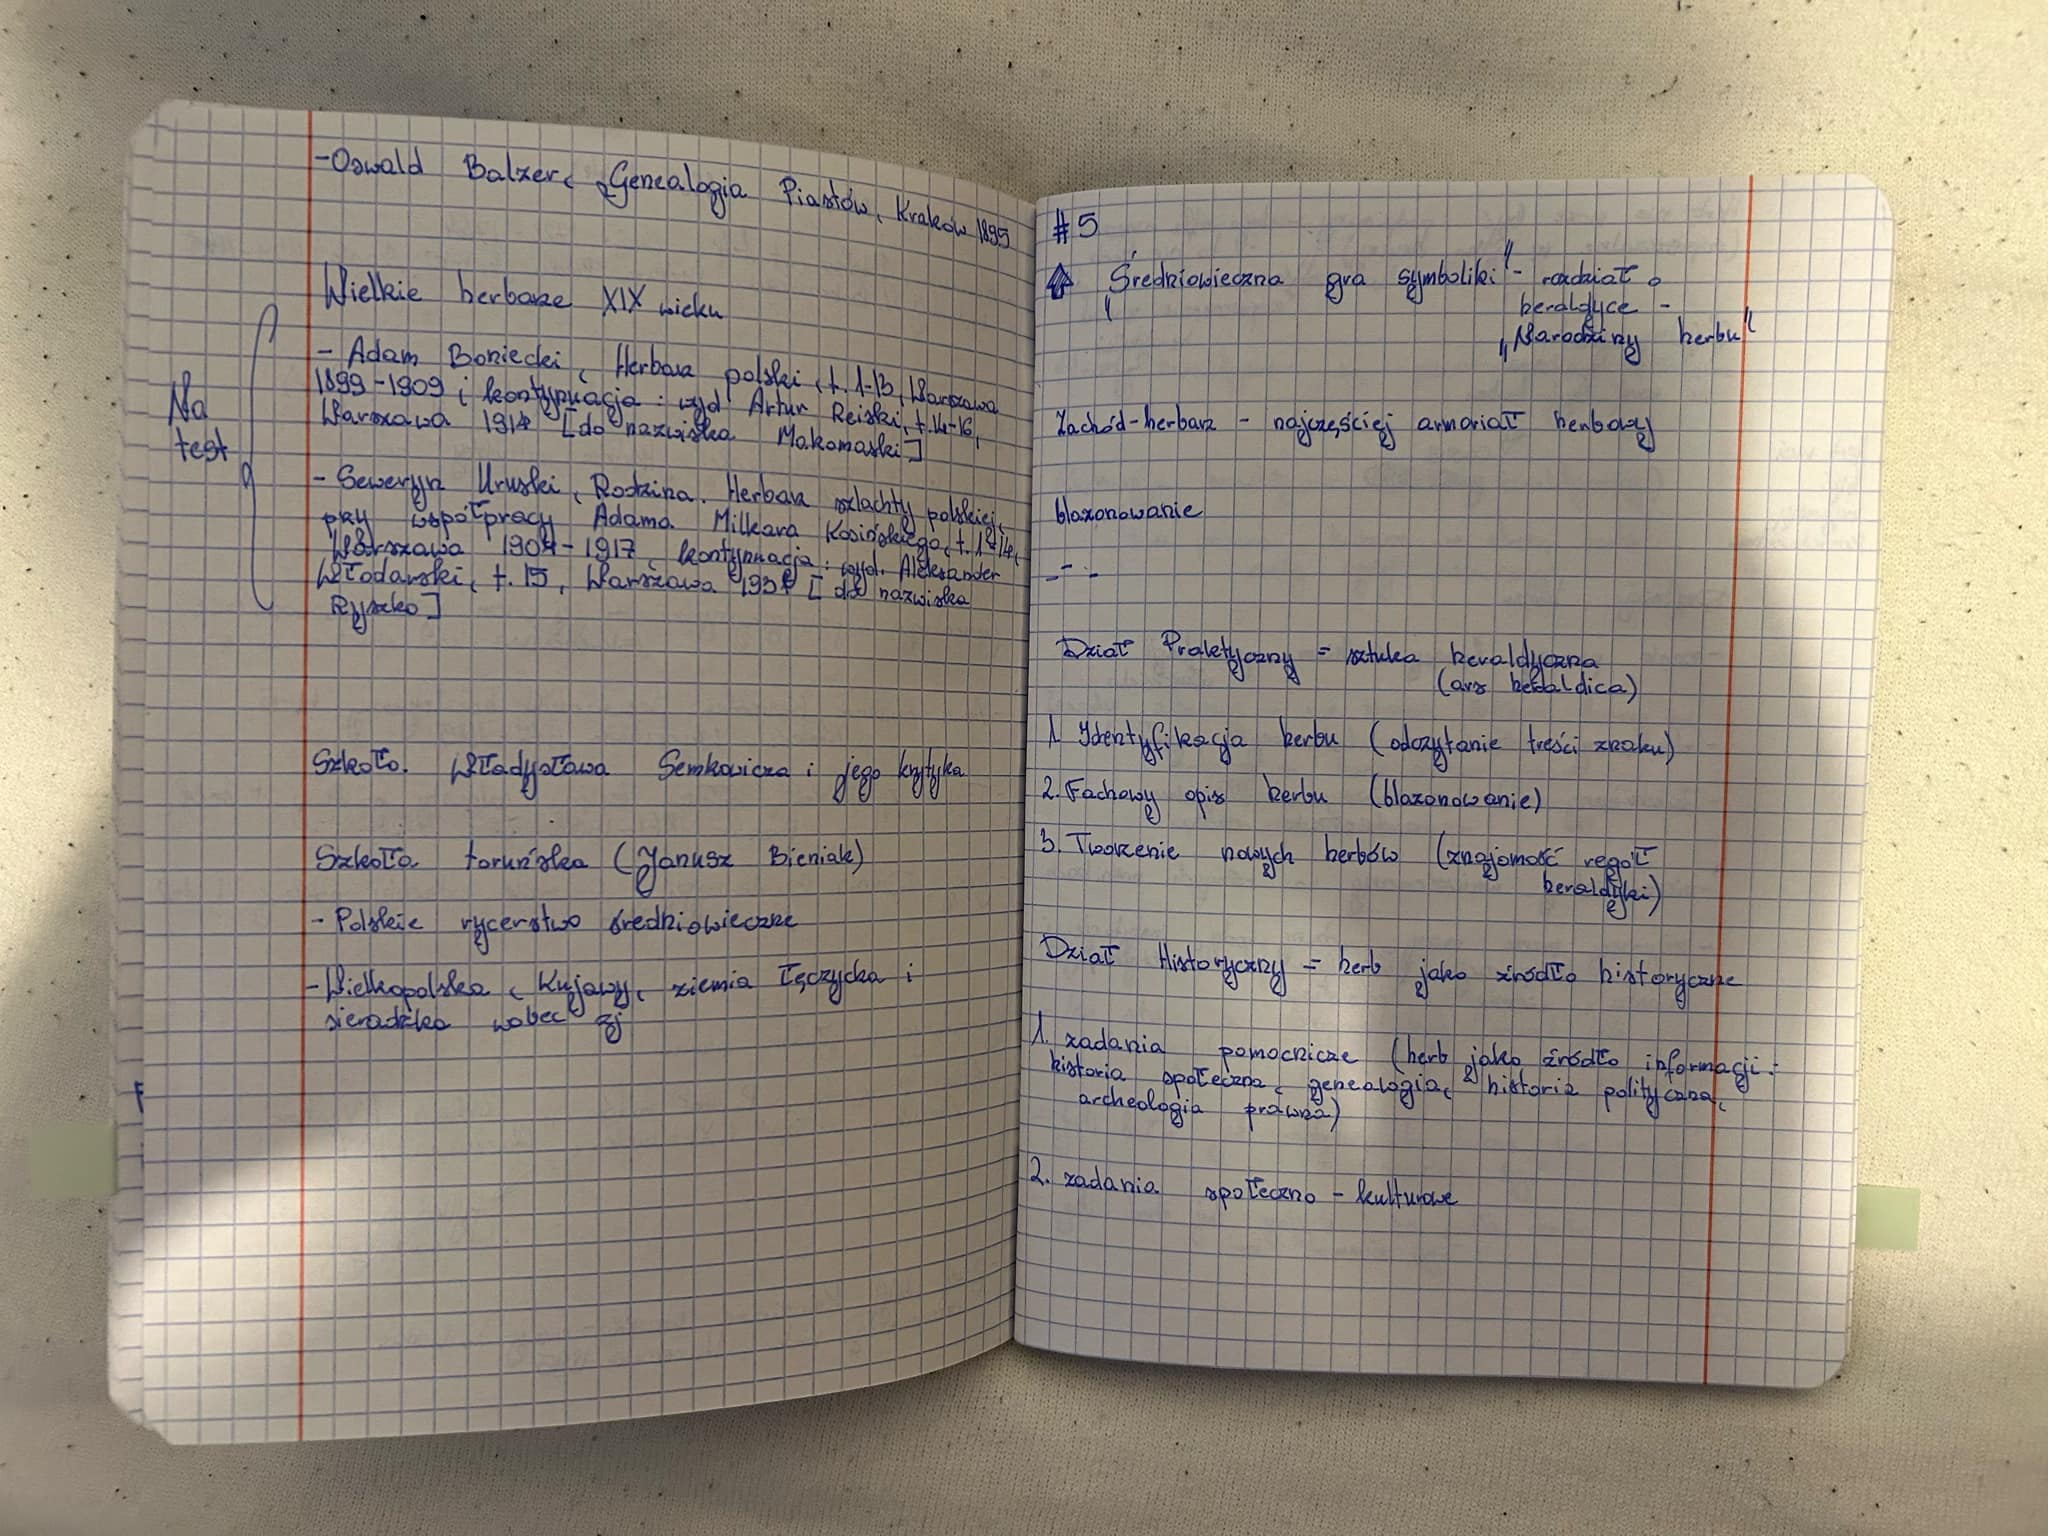 - Oswald Balzer, Genealogia Piastów, Kraków 1895
Wielkie herbarze XIX wieku
Na
test
- Adam Boniecki, Herbarz polski, t. 1-13, Warszawa
1899-1909 i kontynuacja: wyd Artur Reiski, t. 14-16,
Warszawa 1914 [do nazwiska Makomaski]
- Seweryn Uruski, Rodzina. Herbarz szlachty polskiej,
przy współpracy Adama Milkara Kosińskiego, t. 1-14,
Warszawa 1904-1917, kontynuacja: wyd. Aleksander
Włodarski, t. 15, Warszawa 1931 [do nazwiska
Ryszko]
Szkoła Władysława Semkowicza i jego krytyka
Szkoła toruńska (Janusz Bieniak)
- Polskie rycerstwo średniowieczne
- Wielkopolska, Kujawy, ziemia łęczycka i
sieradzka wobec zj
#5
„Średniowieczna gra symboliki" - rozdział o
heraldyce -
„Narodziny herbu"
Zachód - herbarz - najczęściej armoriał herbowy
blazonowanie
Dział Praktyczny = sztuka heraldyczna
(ars heraldica)
1. Identyfikacja herbu (odczytanie treści znaku)
2. Fachowy opis herbu (blazonowanie)
3. Tworzenie nowych herbów (znajomość reguł
heraldyki)
Dział Historyczny = herb jako źródło historyczne
1. zadania pomocnicze (herb jako źródło informacji:
historia społeczna, genealogia, historia polityczna,
archeologia prawna)
2. zadania społeczno - kulturowe